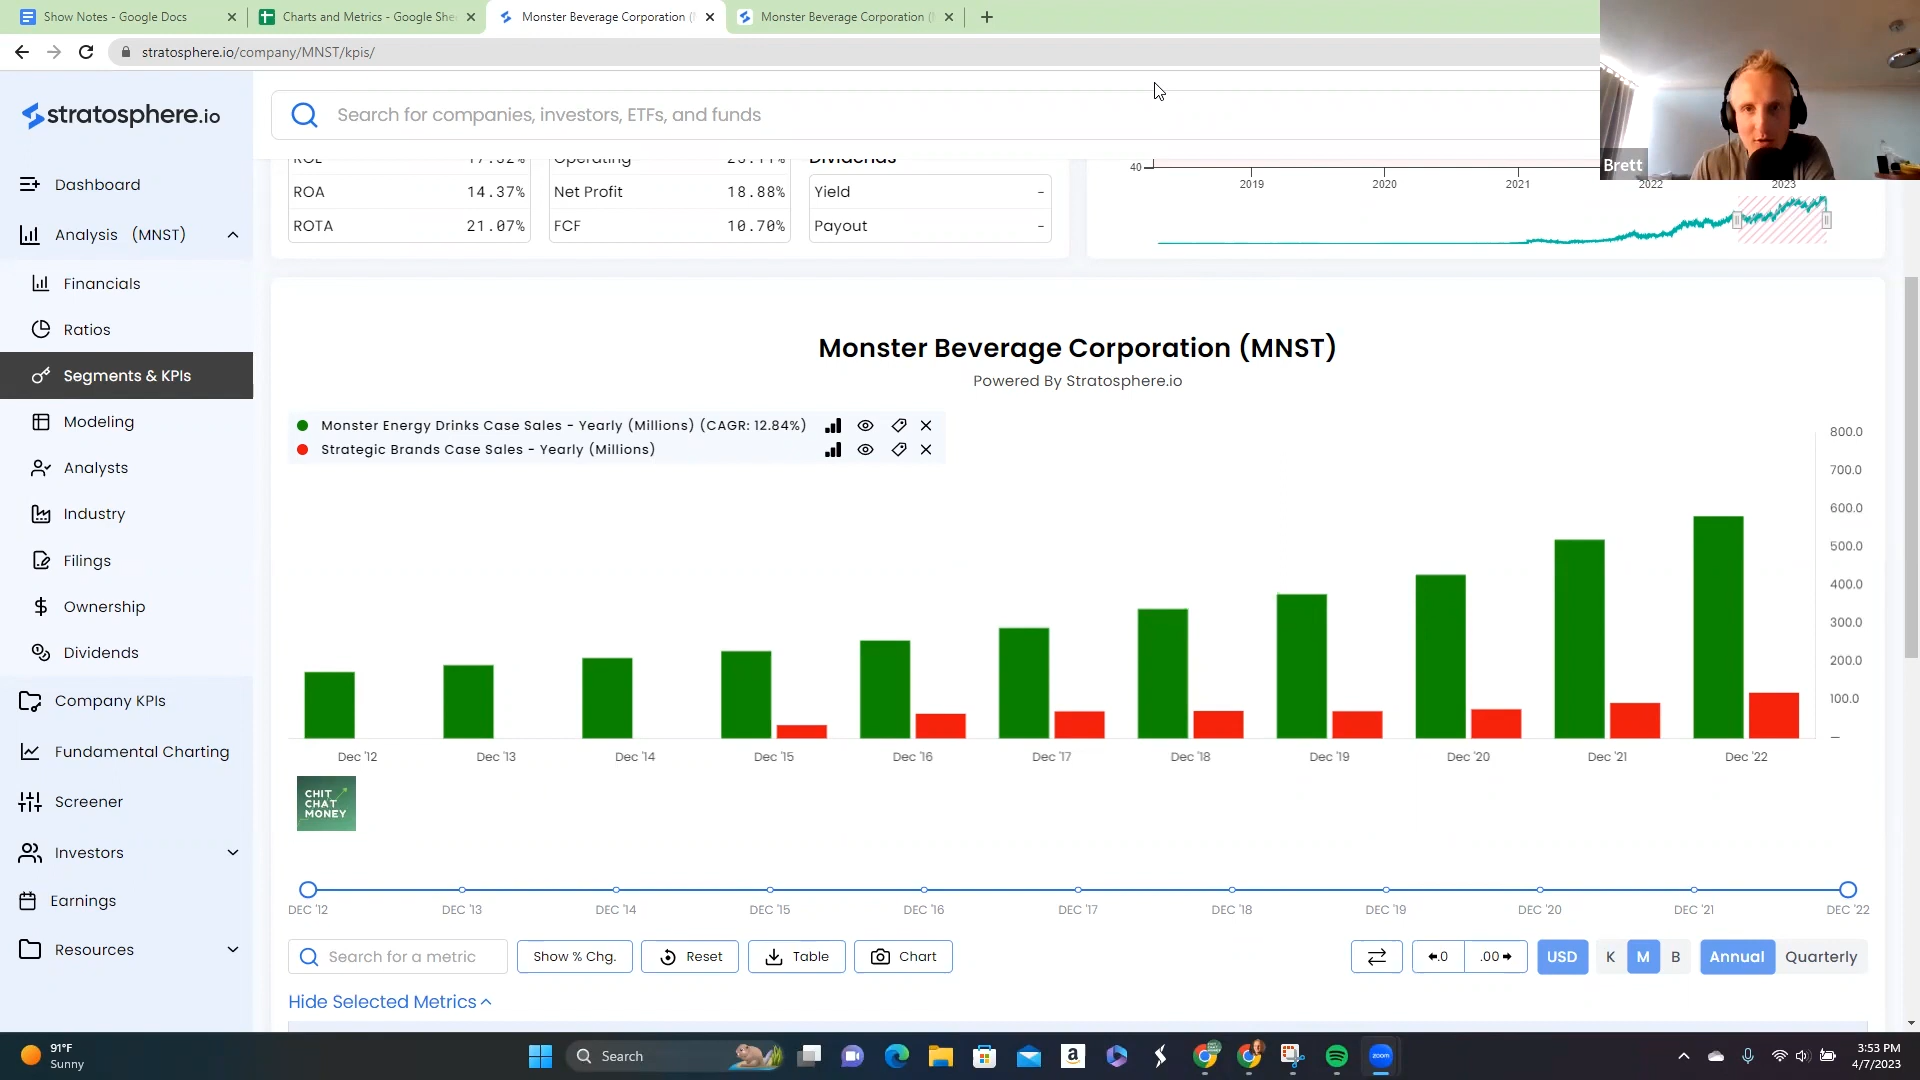 Show Notes - Google Docs
Charts and Metrics - Google She
Monster Beverage Corporation (
Monster Beverage Corporation (
stratosphere.io/company/MNST/kpis/
stratosphere.io
Search for companies, investors, ETFs, and funds
Brett
Dashboard
Analysis (MNST)
Financials
Ratios
Segments & KPIs
Modeling
Analysts
Industry
Filings
Ownership
Dividends
Company KPIs
Fundamental Charting
Screener
Investors
Earnings
Resources
Operating
Dividends
ROA 14.37%
Net Profit 18.88%
Yield -
ROTA 21.07%
FCF 10.70%
Payout -
40
2019 2020 2021 2022 2023
Monster Beverage Corporation (MNST)
Powered By Stratosphere.io
Monster Energy Drinks Case Sales - Yearly (Millions) (CAGR: 12.84%)
Strategic Brands Case Sales - Yearly (Millions)
800.0
700.0
600.0
500.0
400.0
300.0
200.0
100.0
–
Dec '12 Dec '13 Dec '14 Dec '15 Dec '16 Dec '17 Dec '18 Dec '19 Dec '20 Dec '21 Dec '22
CHIT
CHAT
MONEY
DEC '12 DEC '13 DEC '14 DEC '15 DEC '16 DEC '17 DEC '18 DEC '19 DEC '20 DEC '21 DEC '22
Search for a metric
Show % Chg.
Reset
Table
Chart
.0
.00
USD
K M B
Annual Quarterly
Hide Selected Metrics
91°F
Sunny
Search
zoom
3:53 PM
4/7/2023